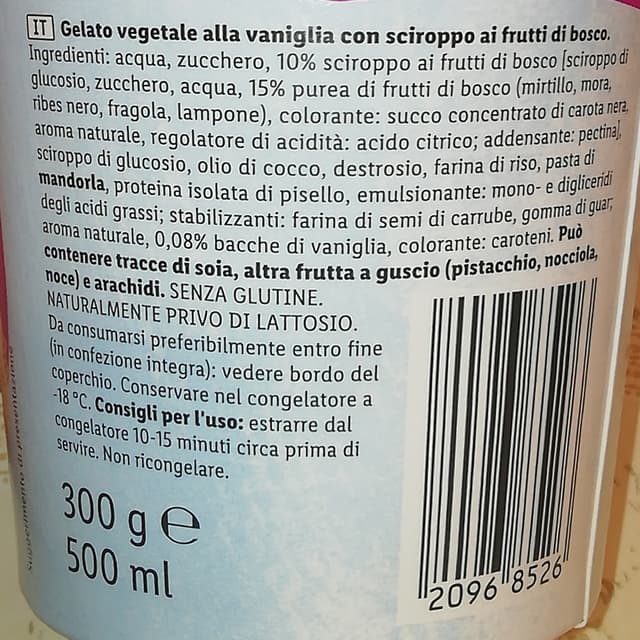 IT Gelato vegetale alla vaniglia con sciroppo ai frutti di bosco.
Ingredienti: acqua, zucchero, 10% sciroppo ai frutti di bosco [sciroppo di
glucosio, zucchero, acqua, 15% purea di frutti di bosco (mirtillo, mora,
ribes nero, fragola, lampone), colorante: succo concentrato di carota nera,
aroma naturale, regolatore di acidità: acido citrico; addensante: pectina],
sciroppo di glucosio, olio di cocco, destrosio, farina di riso, pasta di
mandorla, proteina isolata di pisello, emulsionante: mono- e digliceridi
degli acidi grassi; stabilizzanti: farina di semi di carrube, gomma di guar;
aroma naturale, 0,08% bacche di vaniglia, colorante: caroteni. Può
contenere tracce di soia, altra frutta a guscio (pistacchio, nocciola,
noce) e arachidi. SENZA GLUTINE.
NATURALMENTE PRIVO DI LATTOSIO.
Da consumarsi preferibilmente entro fine
(in confezione integra): vedere bordo del
coperchio. Conservare nel congelatore a
-18 °C. Consigli per l'uso: estrarre dal
congelatore 10-15 minuti circa prima di
servire. Non ricongelare.
300 g e
500 ml
2096 8526
Suggerimento di presentazione